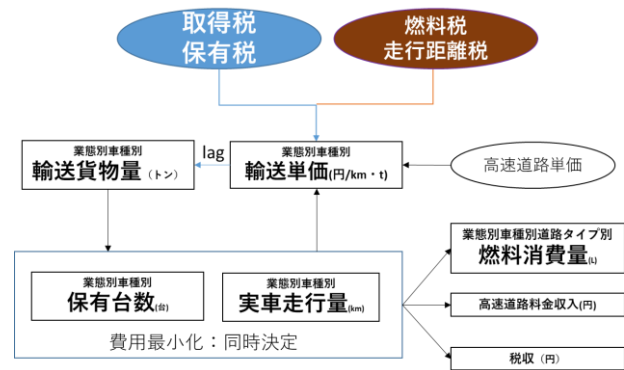 取得税
保有税
燃料税
走行距離税
業態別車種別
輸送貨物量（トン）
lag
業態別車種別
輸送単価(円/km・t)
高速道路単価
業態別車種別道路タイプ別
燃料消費量(L)
業態別車種別
保有台数(台)
業態別車種別
実車走行量(km)
高速道路料金収入(円)
費用最小化：同時決定
税収（円）